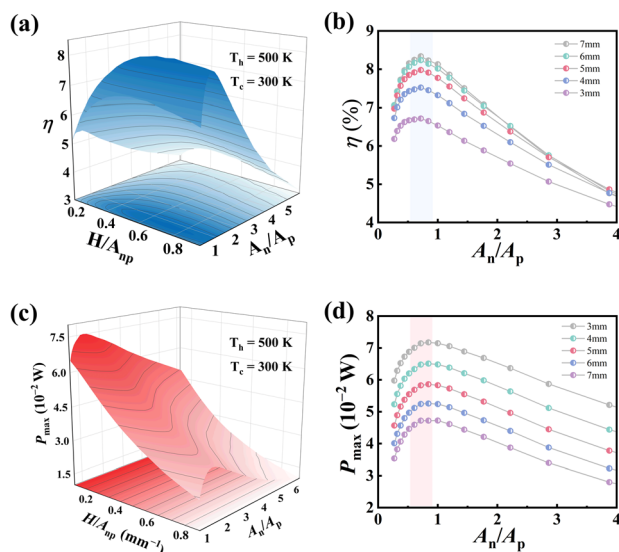 (a)
T_h = 500 K
T_c = 300 K
η
8
7
6
5
4
3
0.2
0.4
0.6
0.8
H/A_np
1
2
3
4
5
A_n/A_p
(b)
η (%)
9
8
7
6
5
4
7mm
6mm
5mm
4mm
3mm
0 1 2 3 4
A_n/A_p
(c)
T_h = 500 K
T_c = 300 K
P_max (10⁻² W)
7.5
6.0
4.5
3.0
1.5
0.2
0.4
0.6
0.8
H/A_np (mm⁻¹)
1
2
3
4
5
6
A_n/A_p
(d)
P_max (10⁻² W)
8
7
6
5
4
3
2
3mm
4mm
5mm
6mm
7mm
0 1 2 3 4
A_n/A_p